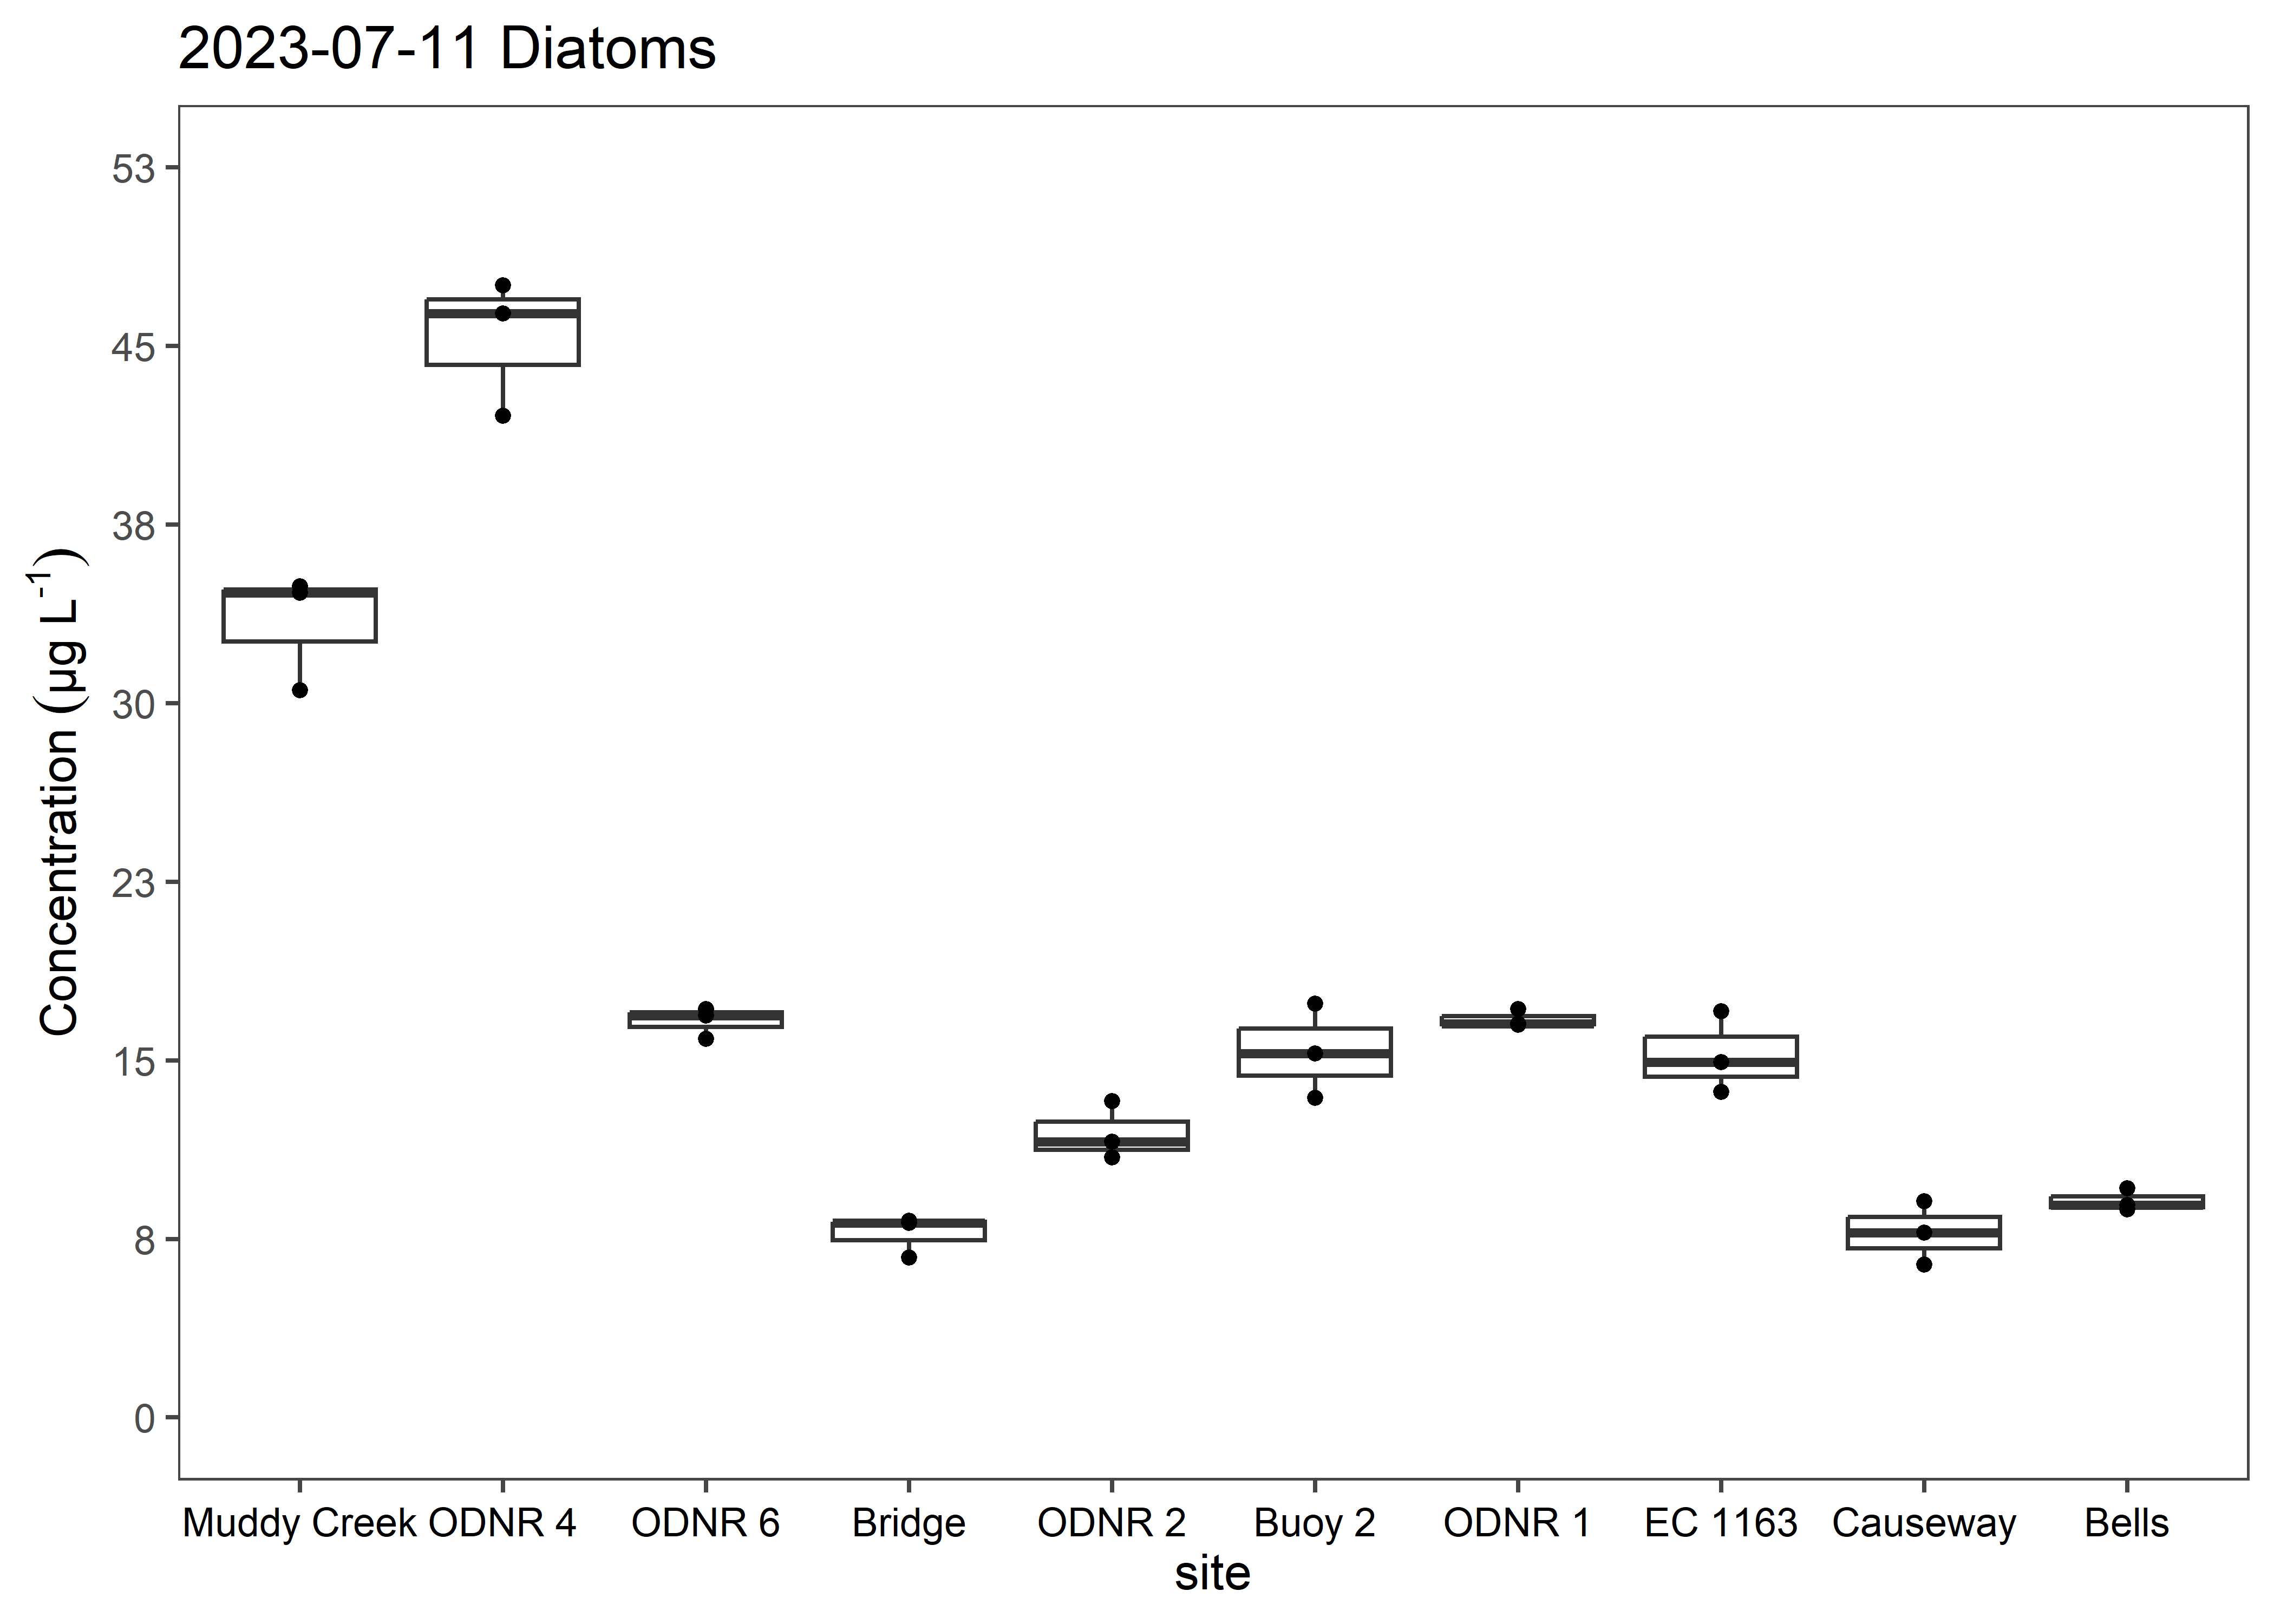 2023-07-11 Diatoms
Concentration (µg L⁻¹)
53
45
38
30
23
15
8
0
Muddy Creek ODNR 4 ODNR 6 Bridge ODNR 2 Buoy 2 ODNR 1 EC 1163 Causeway Bells
site